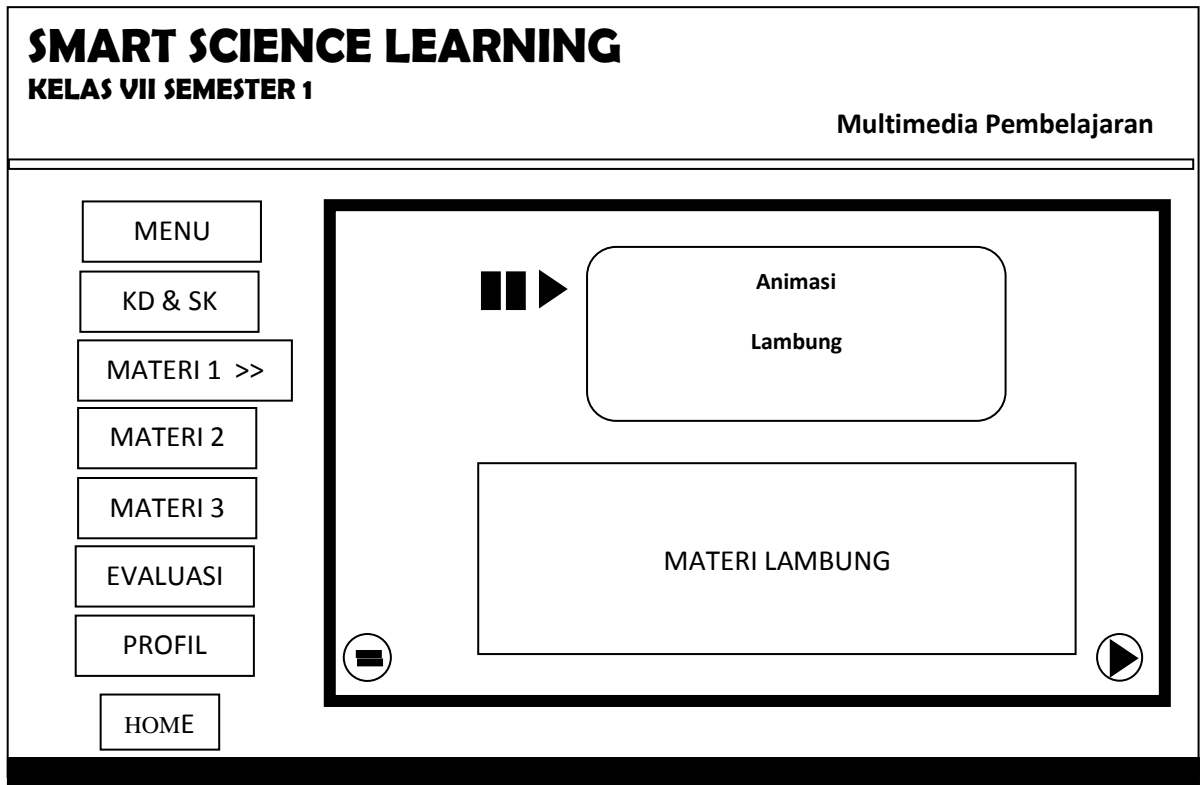 SMART SCIENCE LEARNING
KELAS VII SEMESTER 1
Multimedia Pembelajaran
MENU
KD & SK
MATERI 1 >>
MATERI 2
MATERI 3
EVALUASI
PROFIL
HOME
Animasi
Lambung
MATERI LAMBUNG